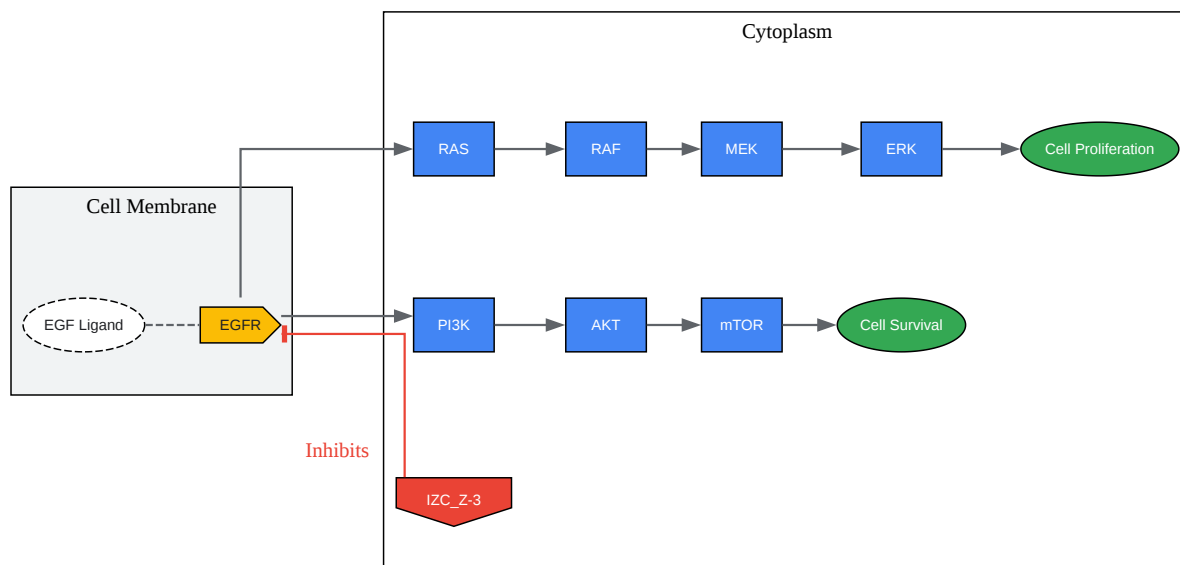 Cytoplasm
RAS
RAF
MEK
ERK
Cell Proliferation
Cell Membrane
EGF Ligand
EGFR
PI3K
AKT
mTOR
Cell Survival
Inhibits
IZC_Z-3